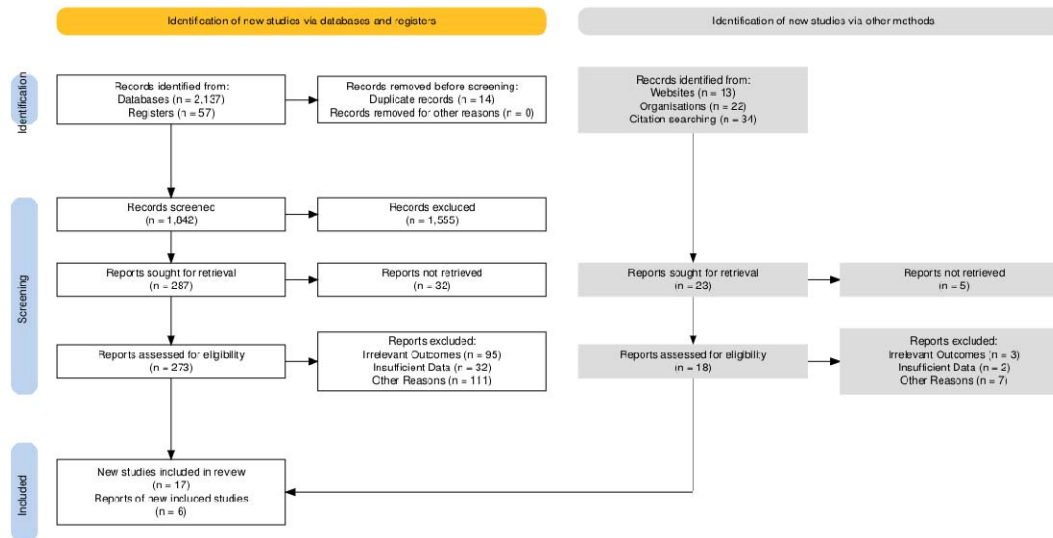 Identification of new studies via databases and registers
Identification of new studies via other methods
Identification
Records identified from:
Databases (n = 2,137)
Registers (n = 57)
Records removed before screening:
Duplicate records (n = 14)
Records removed for other reasons (n = 0)
Records identified from:
Websites (n = 13)
Organisations (n = 22)
Citation searching (n = 34)
Screening
Records screened
(n = 1,842)
Records excluded
(n = 1,555)
Reports sought for retrieval
(n = 287)
Reports not retrieved
(n = 32)
Reports sought for retrieval
(n = 23)
Reports not retrieved
(n = 5)
Reports assessed for eligibility
(n = 273)
Reports excluded:
Irrelevant Outcomes (n = 95)
Insufficient Data (n = 32)
Other Reasons (n = 111)
Reports assessed for eligibility
(n = 18)
Reports excluded:
Irrelevant Outcomes (n = 3)
Insufficient Data (n = 2)
Other Reasons (n = 7)
Included
New studies included in review
(n = 17)
Reports of new included studies
(n = 6)